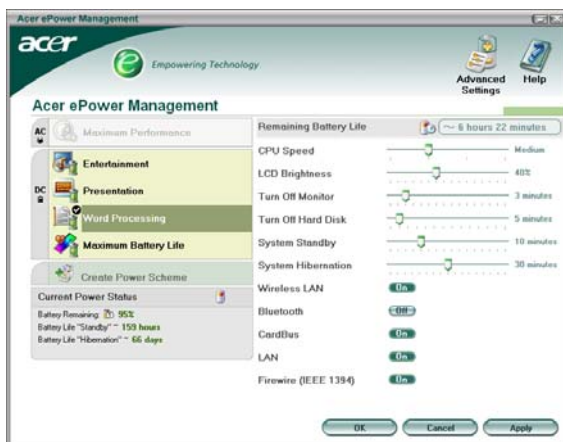 Acer ePower Management
acer
e Empowering Technology
Advanced Settings
Help
Acer ePower Management
AC
Maximum Performance
DC
Entertainment
Presentation
Word Processing
Maximum Battery Life
Create Power Scheme
Current Power Status
Battery Remaining: 95%
Battery Life "Standby" ~ 159 hours
Battery Life "Hibernation" ~ 66 days
Remaining Battery Life ~ 6 hours 22 minutes
CPU Speed Medium
LCD Brightness 40%
Turn Off Monitor 3 minutes
Turn Off Hard Disk 5 minutes
System Standby 10 minutes
System Hibernation 30 minutes
Wireless LAN On
Bluetooth Off
CardBus On
LAN On
Firewire (IEEE 1394) On
OK Cancel Apply